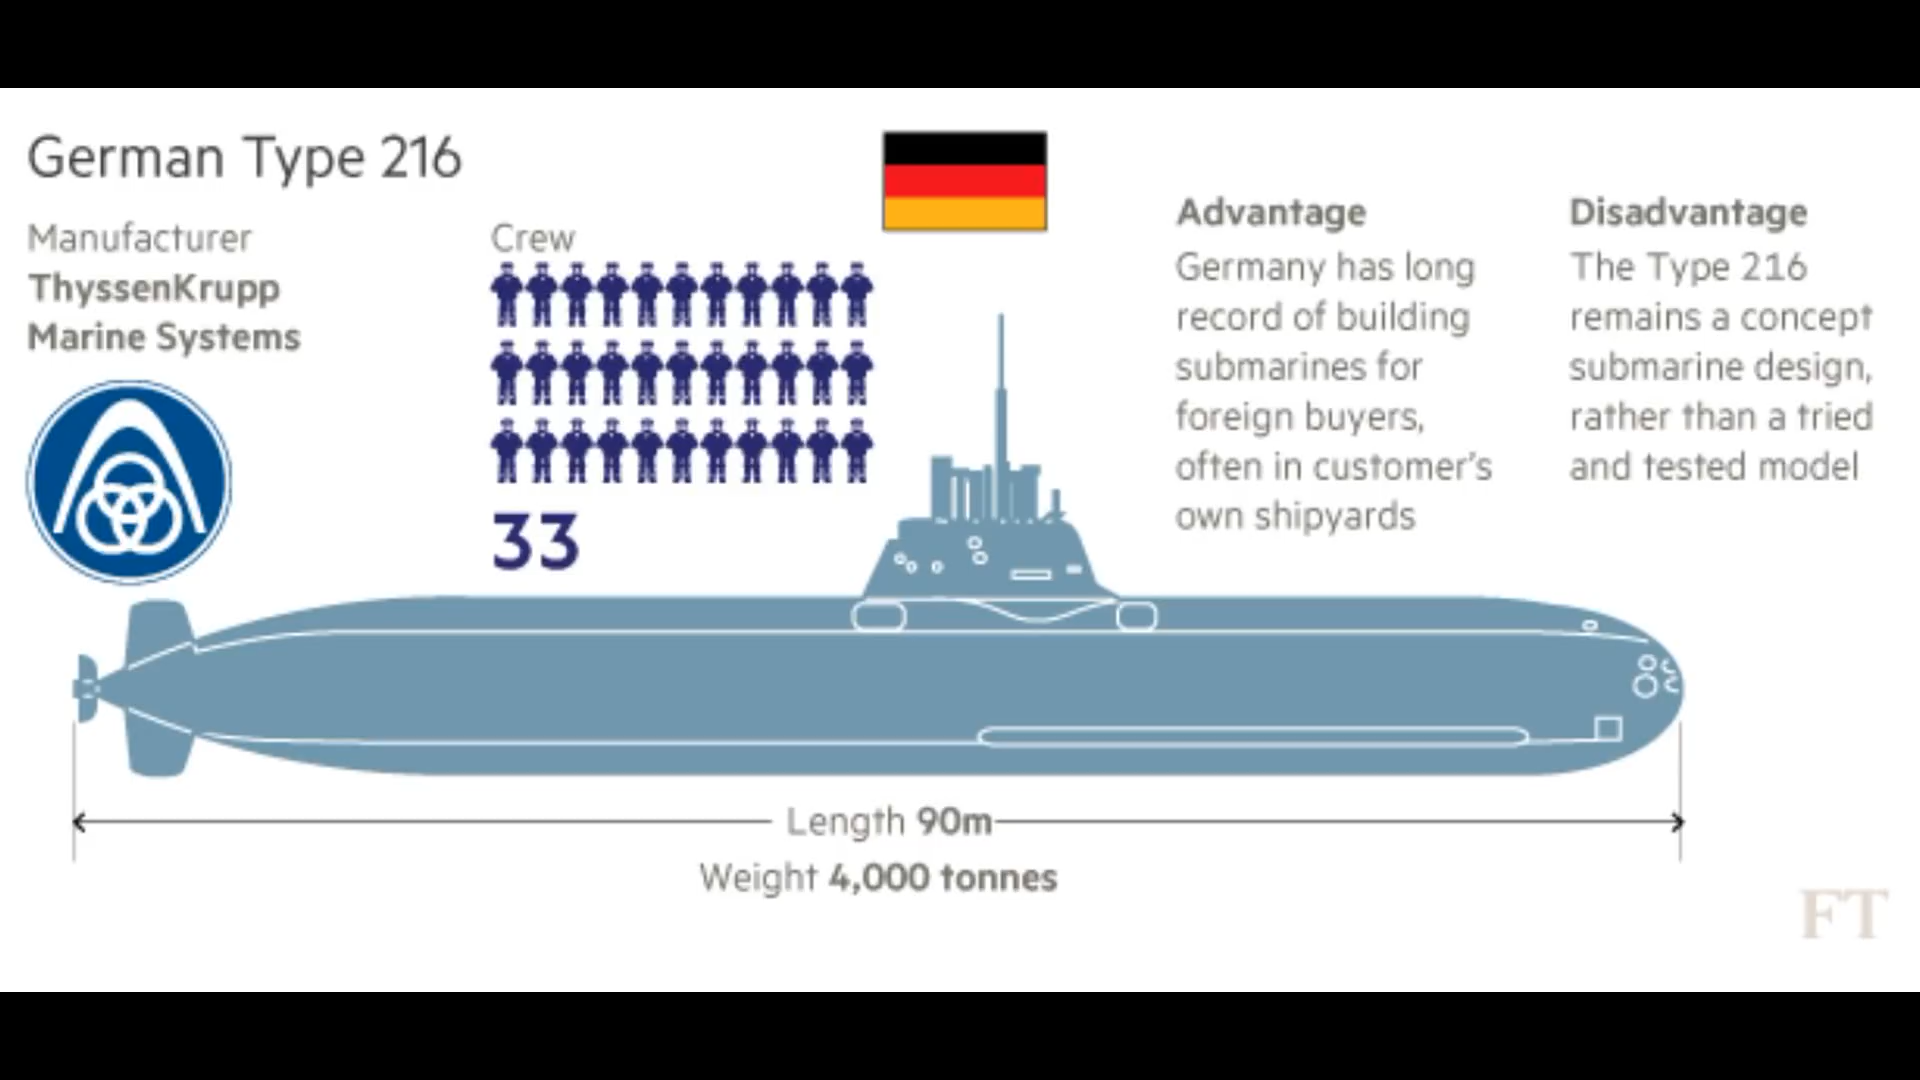 German Type 216
Manufacturer
ThyssenKrupp
Marine Systems
Crew
33
Advantage
Germany has long
record of building
submarines for
foreign buyers,
often in customer's
own shipyards
Disadvantage
The Type 216
remains a concept
submarine design,
rather than a tried
and tested model
Length 90m
Weight 4,000 tonnes
FT